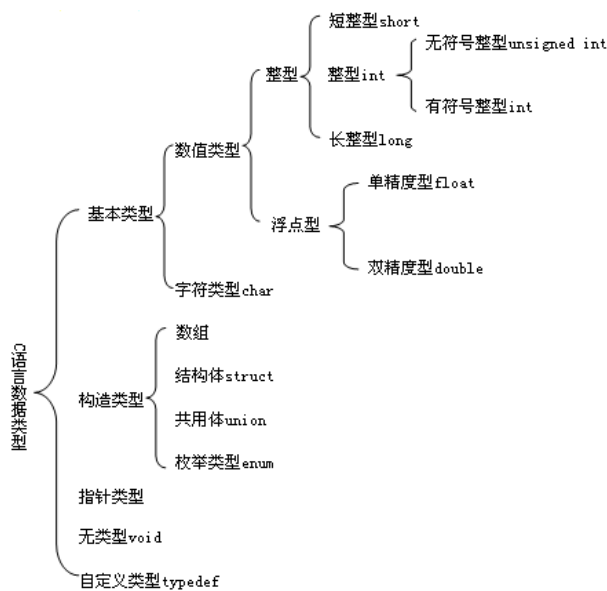 短整型short
无符号整型unsigned int
整型
整型int
有符号整型int
长整型long
数值类型
单精度型float
基本类型
浮点型
双精度型double
字符类型char
数组
C语言数据类型
结构体struct
构造类型
共用体union
枚举类型enum
指针类型
无类型void
自定义类型typedef